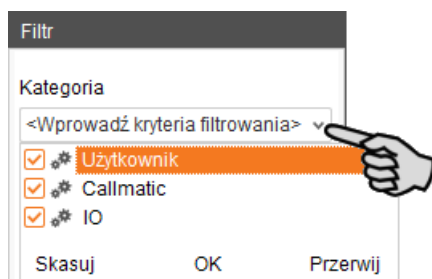 Filtr
Kategoria
<Wprowadź kryteria filtrowania>
Użytkownik
Callmatic
IO
Skasuj OK Przerwij